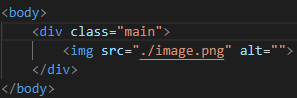 <body>
    <div class="main">
        <img src="./image.png" alt="">
    </div>
</body>